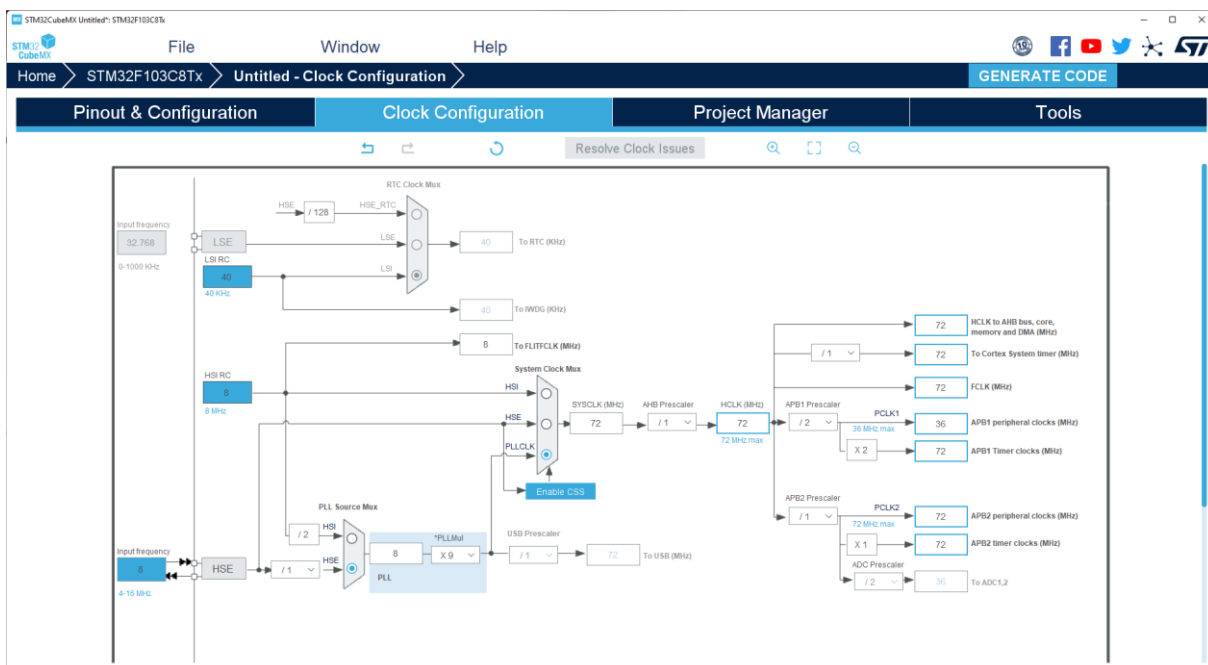 MX STM32CubeMX Untitled*: STM32F103C8Tx
STM32 CubeMX
File Window Help
Home STM32F103C8Tx Untitled - Clock Configuration GENERATE CODE
Pinout & Configuration Clock Configuration Project Manager Tools
Resolve Clock Issues
RTC Clock Mux
HSE / 128 HSE_RTC
Input frequency
32.768 LSE LSE 40 To RTC (KHz)
0-1000 KHz
LSI RC
40 LSI
40 KHz
40 To IWDG (KHz)
8 To FLITFCLK (MHz)
System Clock Mux
HSI RC
8 HSI
8 MHz
HSE
PLLCLK
Enable CSS
SYSCLK (MHz) AHB Prescaler HCLK (MHz)
72 / 1 72
72 MHz max
72 HCLK to AHB bus, core,
memory and DMA (MHz)
/ 1 72 To Cortex System timer (MHz)
72 FCLK (MHz)
APB1 Prescaler
/ 2 PCLK1 36 APB1 peripheral clocks (MHz)
36 MHz max
X 2 72 APB1 Timer clocks (MHz)
APB2 Prescaler
/ 1 PCLK2 72 APB2 peripheral clocks (MHz)
72 MHz max
X 1 72 APB2 timer clocks (MHz)
ADC Prescaler
/ 2 36 To ADC1,2
PLL Source Mux
/ 2 HSI
*PLLMul
8 X 9
PLL
USB Prescaler
/ 1 72 To USB (MHz)
Input frequency
8 HSE / 1 HSE
4-16 MHz